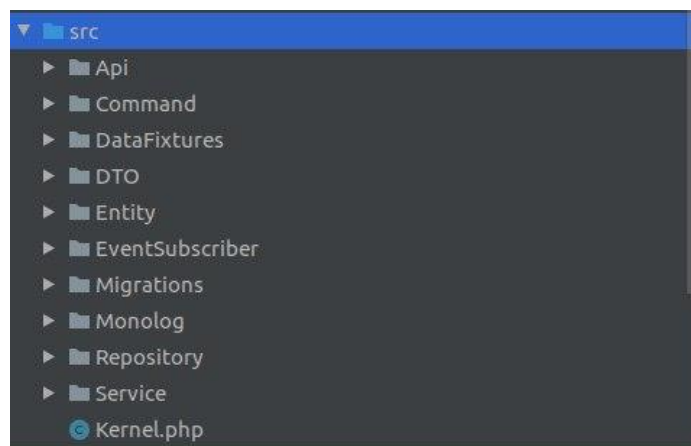 src
Api
Command
DataFixtures
DTO
Entity
EventSubscriber
Migrations
Monolog
Repository
Service
Kernel.php